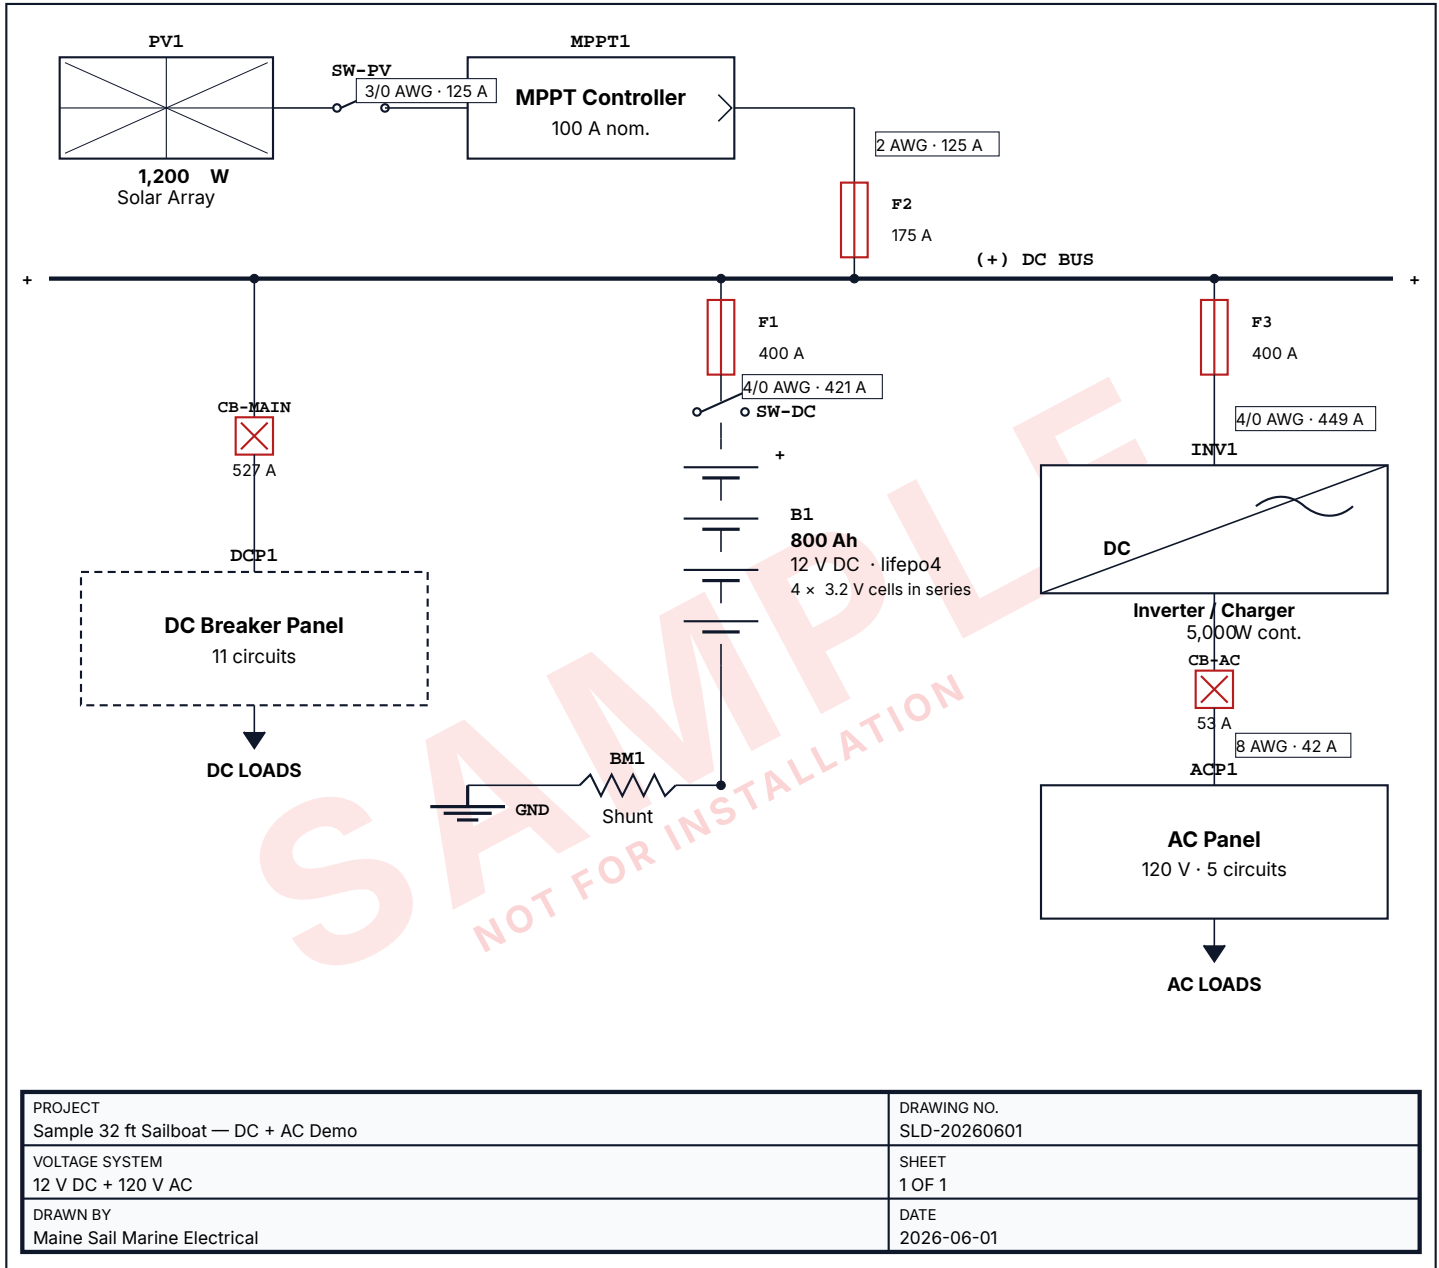 PV1
MPPT1
SW-PV
3/0 AWG · 125 A
MPPT Controller
100 A nom.
2 AWG · 125 A
1,200 W
Solar Array
F2
175 A
(+) DC BUS
+
+
F1
400 A
F3
400 A
4/0 AWG · 421 A
SW-DC
CB-MAIN
527 A
4/0 AWG · 449 A
INV1
+
B1
800 Ah
12 V DC · lifepo4
4 × 3.2 V cells in series
DC
DCP1
DC Breaker Panel
11 circuits
Inverter / Charger
5,000W cont.
CB-AC
53 A
8 AWG · 42 A
ACP1
DC LOADS
BM1
GND
Shunt
AC Panel
120 V · 5 circuits
AC LOADS
SAMPLE
NOT FOR INSTALLATION
PROJECT
Sample 32 ft Sailboat — DC + AC Demo
DRAWING NO.
SLD-20260601
VOLTAGE SYSTEM
12 V DC + 120 V AC
SHEET
1 OF 1
DRAWN BY
Maine Sail Marine Electrical
DATE
2026-06-01